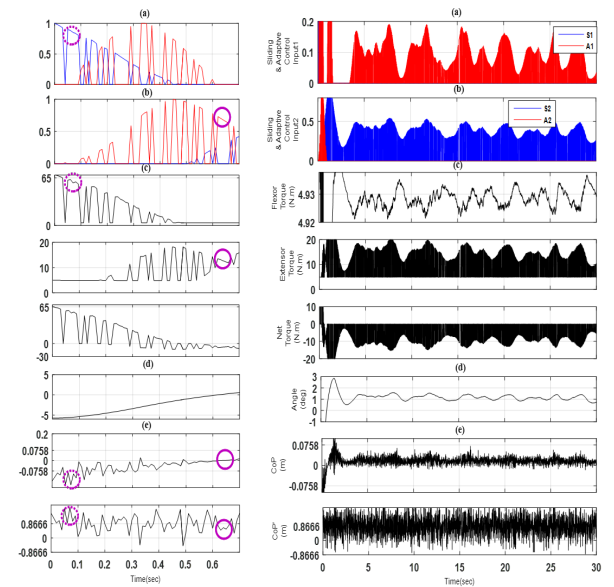 (a)
1
0.5
0
(b)
1
0.5
0
(c)
65
0
20
10
0
65
0
-30
(d)
5
0
-5
(e)
0.2
0.0758
0
-0.0758
0.8666
0
-0.8666
0 0.1 0.2 0.3 0.4 0.5 0.6
Time(sec)
(a)
Sliding
& Adaptive
Control
Input1
0.2
0.1
0
S1
A1
(b)
Sliding
& Adaptive
Control
Input2
1
0.5
0
S2
A2
(c)
Flexor
Torque
(N.m)
4.93
4.92
Extensor
Torque
(N.m)
20
10
0
Net
Torque
(N.m)
10
0
-10
-20
(d)
Angle
(deg)
3
2
1
0
-1
(e)
CoP
(m)
0.0758
0
-0.0758
CoP'
(m)
0.8666
0
-0.8666
0 5 10 15 20 25 30
Time(sec)